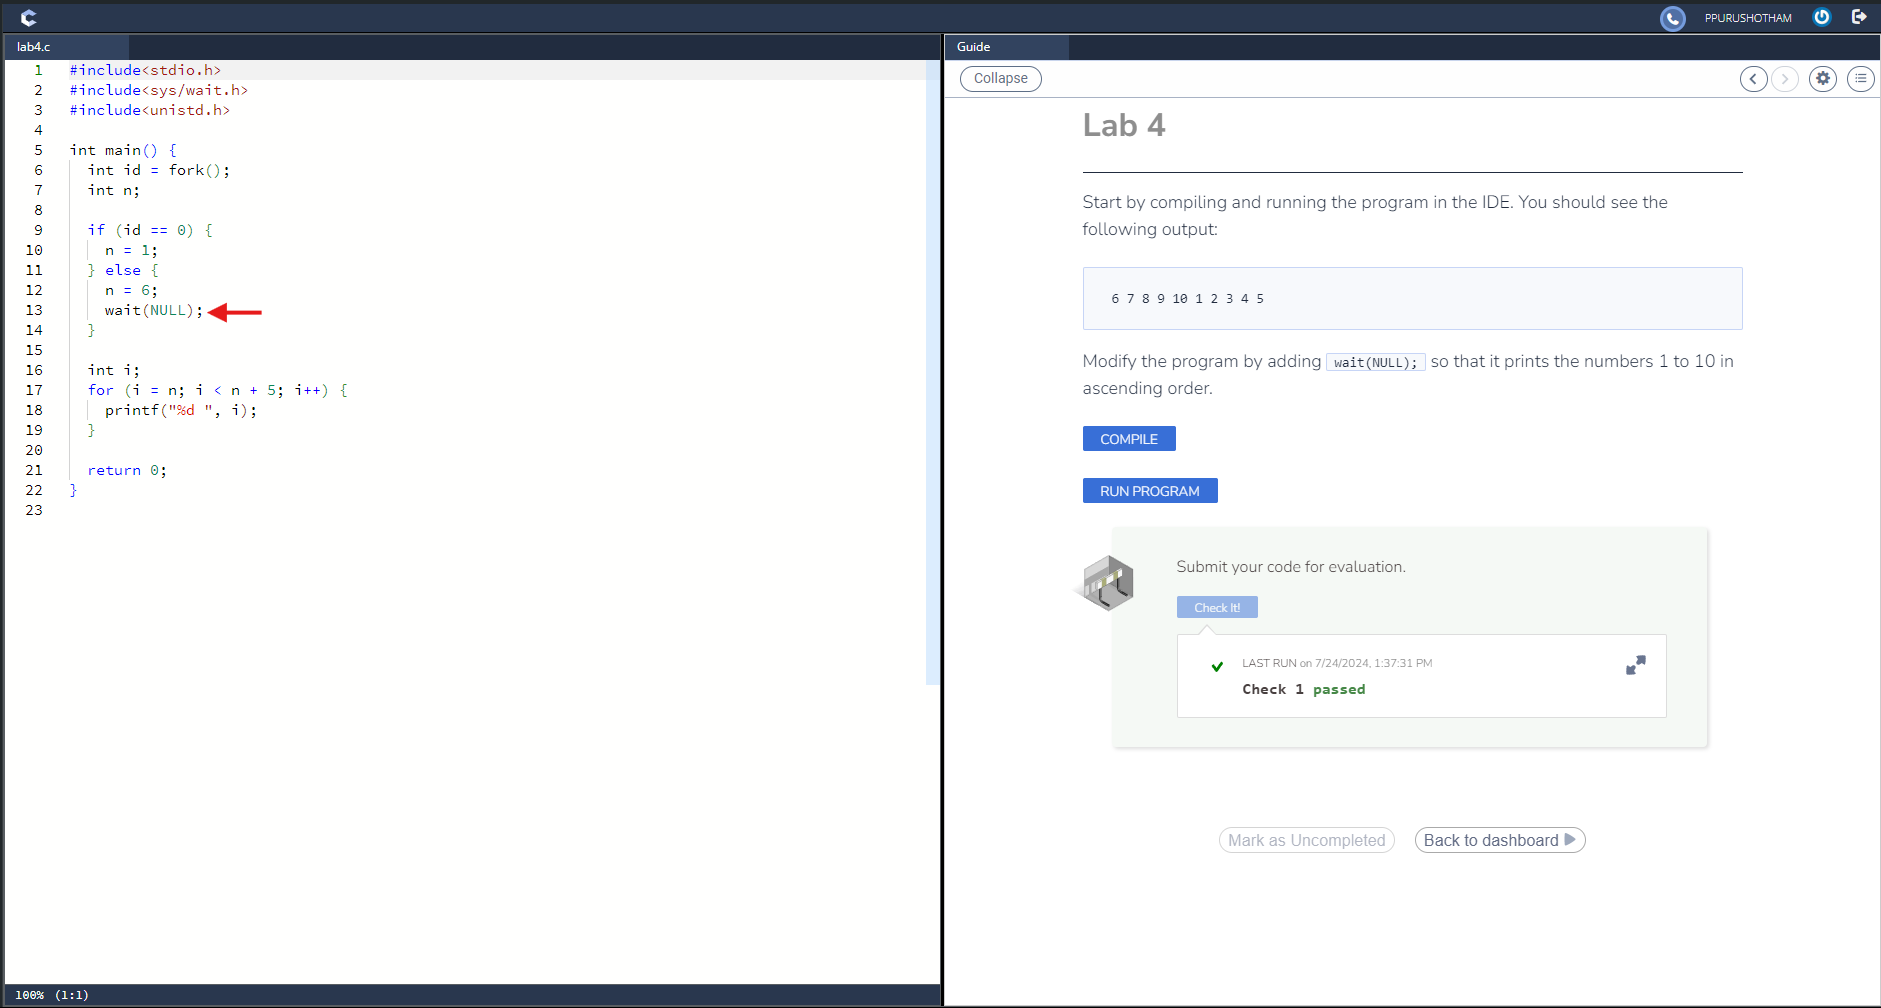 PPURUSHOTHAM
lab4.c
1 #include<stdio.h>
2 #include<sys/wait.h>
3 #include<unistd.h>
4
5 int main() {
6   int id = fork();
7   int n;
8
9   if (id == 0) {
10     n = 1;
11   } else {
12     n = 6;
13     wait(NULL);
14   }
15
16   int i;
17   for (i = n; i < n + 5; i++) {
18     printf("%d ", i);
19   }
20
21   return 0;
22 }
23
100% (1:1)
Guide
Collapse
Lab 4
Start by compiling and running the program in the IDE. You should see the
following output:
6 7 8 9 10 1 2 3 4 5
Modify the program by adding wait(NULL); so that it prints the numbers 1 to 10 in
ascending order.
COMPILE
RUN PROGRAM
Submit your code for evaluation.
Check It!
LAST RUN on 7/24/2024, 1:37:31 PM
Check 1 passed
Mark as Uncompleted
Back to dashboard